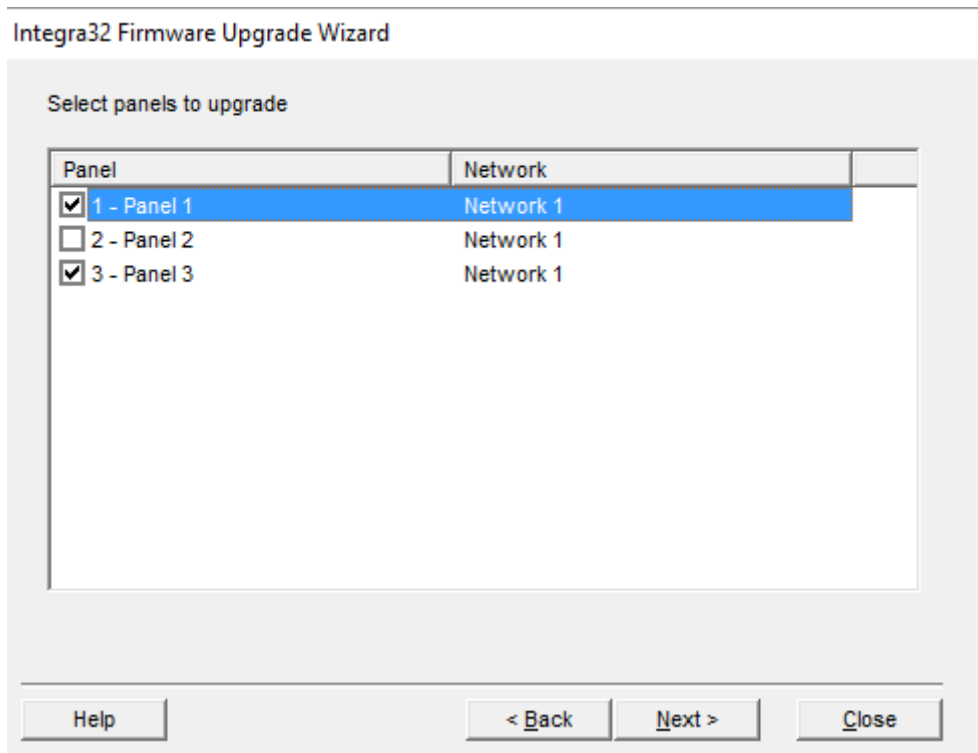 Integra32 Firmware Upgrade Wizard
Select panels to upgrade
Panel Network
1 - Panel 1 Network 1
2 - Panel 2 Network 1
3 - Panel 3 Network 1
Help < Back Next > Close